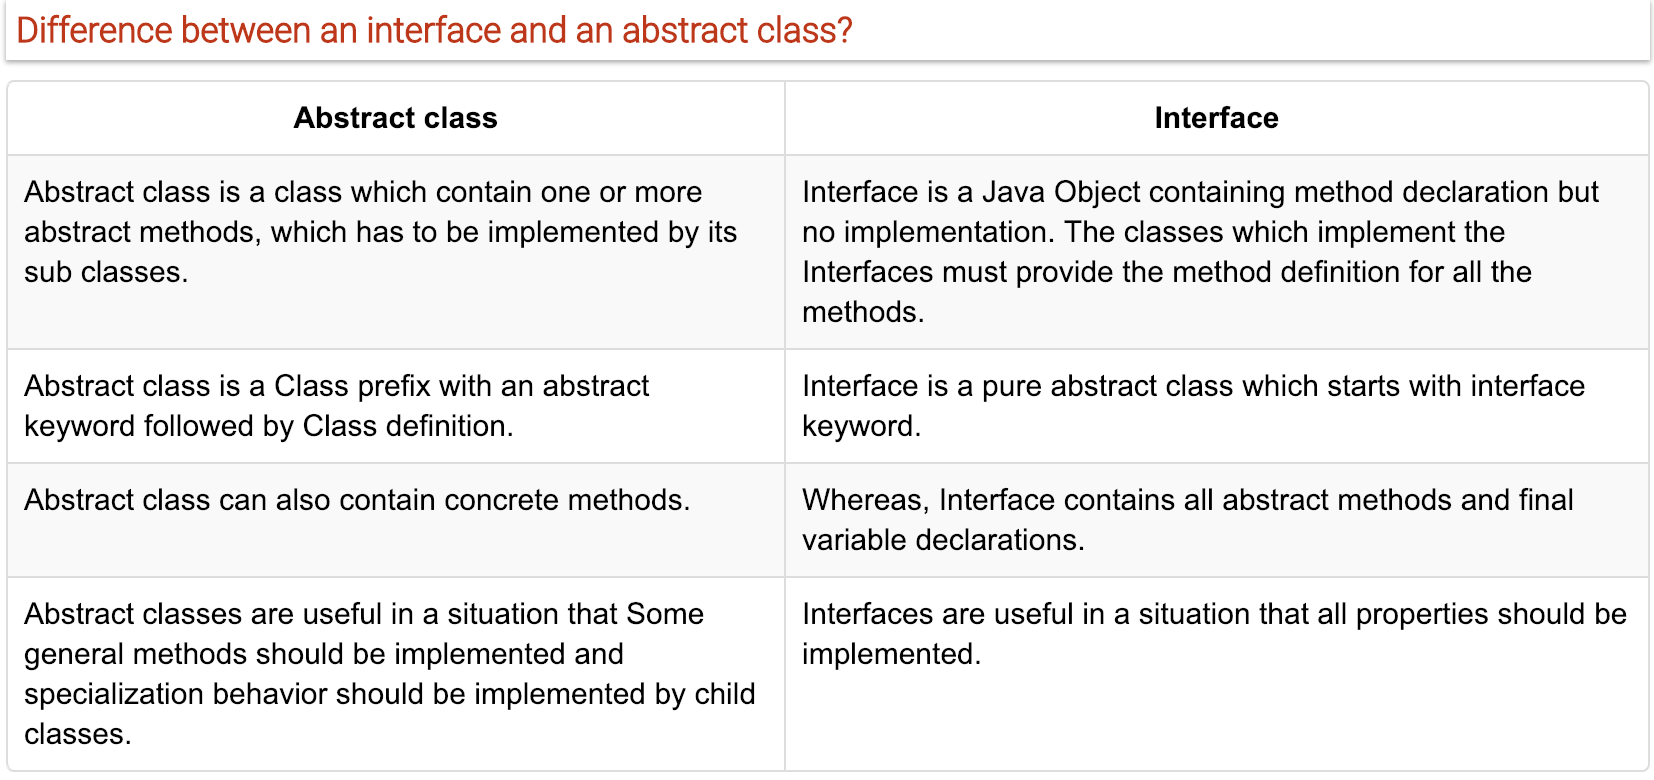 Difference between an interface and an abstract class?
Abstract class
Interface
Abstract class is a class which contain one or more
abstract methods, which has to be implemented by its
sub classes.
Interface is a Java Object containing method declaration but
no implementation. The classes which implement the
Interfaces must provide the method definition for all the
methods.
Abstract class is a Class prefix with an abstract
keyword followed by Class definition.
Interface is a pure abstract class which starts with interface
keyword.
Abstract class can also contain concrete methods.
Whereas, Interface contains all abstract methods and final
variable declarations.
Abstract classes are useful in a situation that Some
general methods should be implemented and
specialization behavior should be implemented by child
classes.
Interfaces are useful in a situation that all properties should be
implemented.